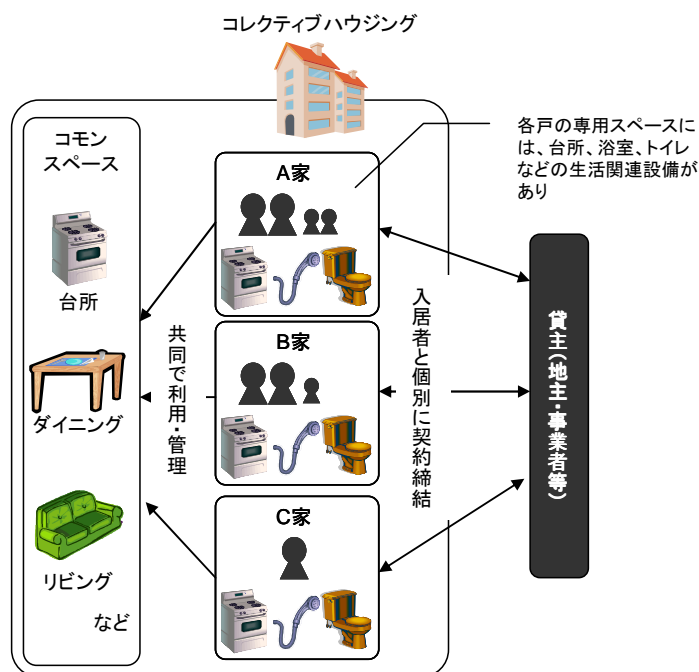 コレクティブハウジング
コモン
スペース
台所
ダイニング
リビング
など
共同で利用・管理
A家
B家
C家
入居者と個別に契約締結
各戸の専用スペースに
は、台所、浴室、トイレ
などの生活関連設備が
あり
貸主(地主・事業者等)